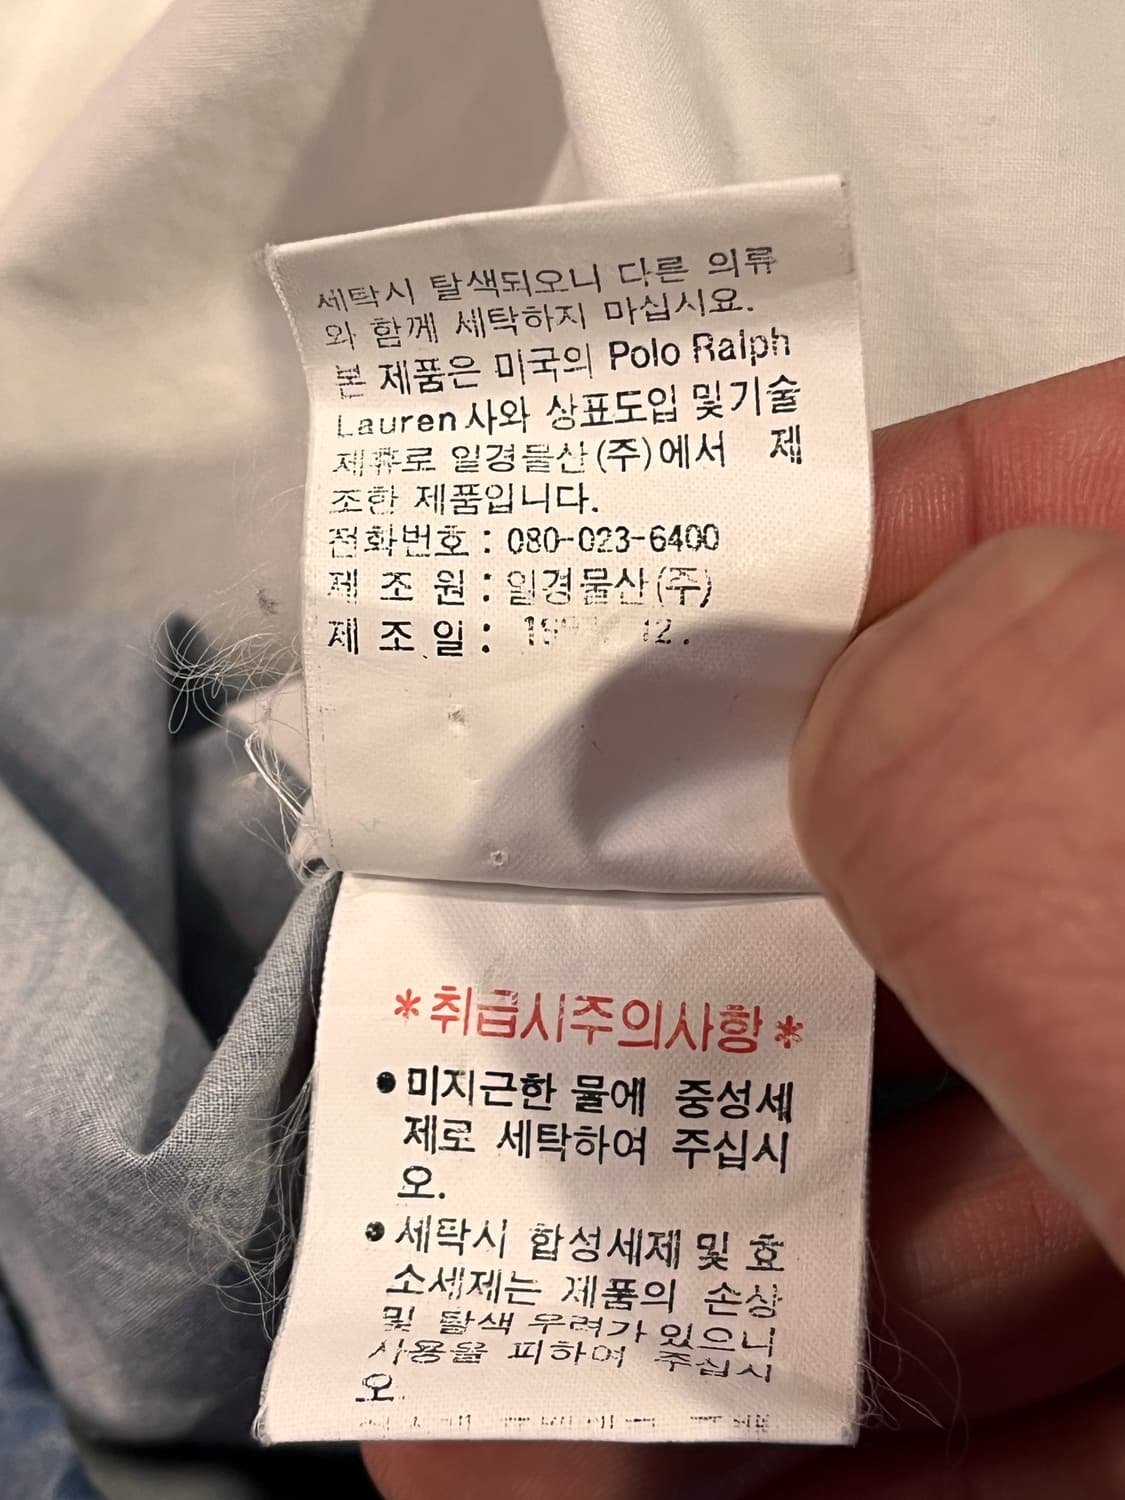 세탁시 탈색되오니 다른 의류
와 함께 세탁하지 마십시요.
본 제품은 미국의 Polo Ralph
Lauren사와 상표도입 및기술
제휴로 일경물산(주)에서 제
조한 제품입니다.
전화번호 : 080-023-6400
제 조 원 : 일경물산(주)
제 조 일 : 12.
*취급시주의사항*
● 미지근한 물에 중성세
제로 세탁하여 주십시
오.
● 세탁시 합성세제 및 효
소세제는 제품의 손상
및 탈색 우려가 있으니
사용을 피하여 주십시
오.